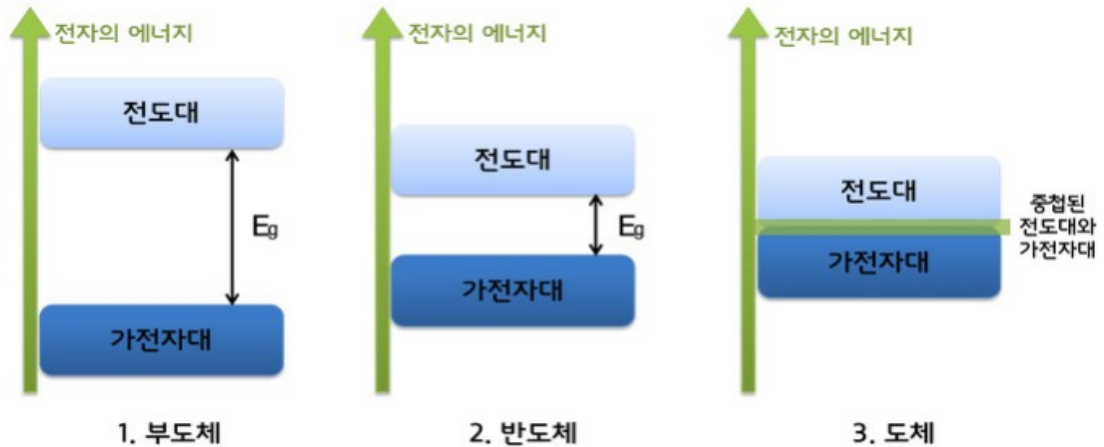 전자의 에너지
전도대
Eg
가전자대
1. 부도체
전자의 에너지
전도대
Eg
가전자대
2. 반도체
전자의 에너지
전도대
가전자대
중첩된
전도대와
가전자대
3. 도체